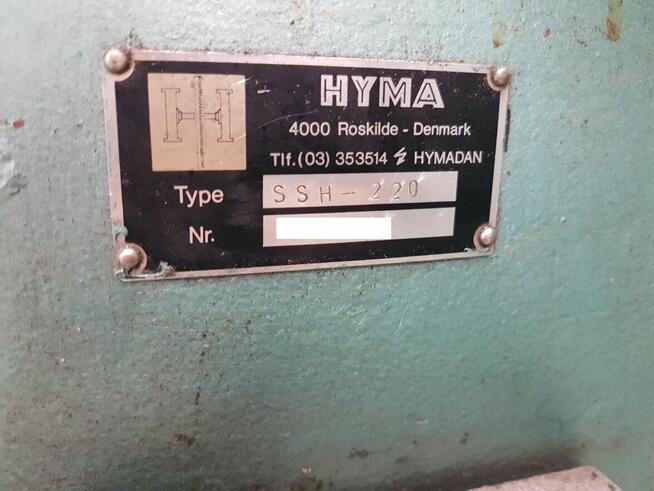 HYMA
4000 Roskilde - Denmark
Tlf. (03) 353514 HYMADAN
Type SSH-220
Nr.